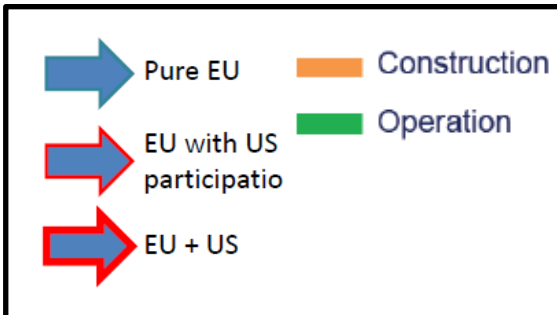 Pure EU
Construction
Operation
EU with US
participatio
EU + US